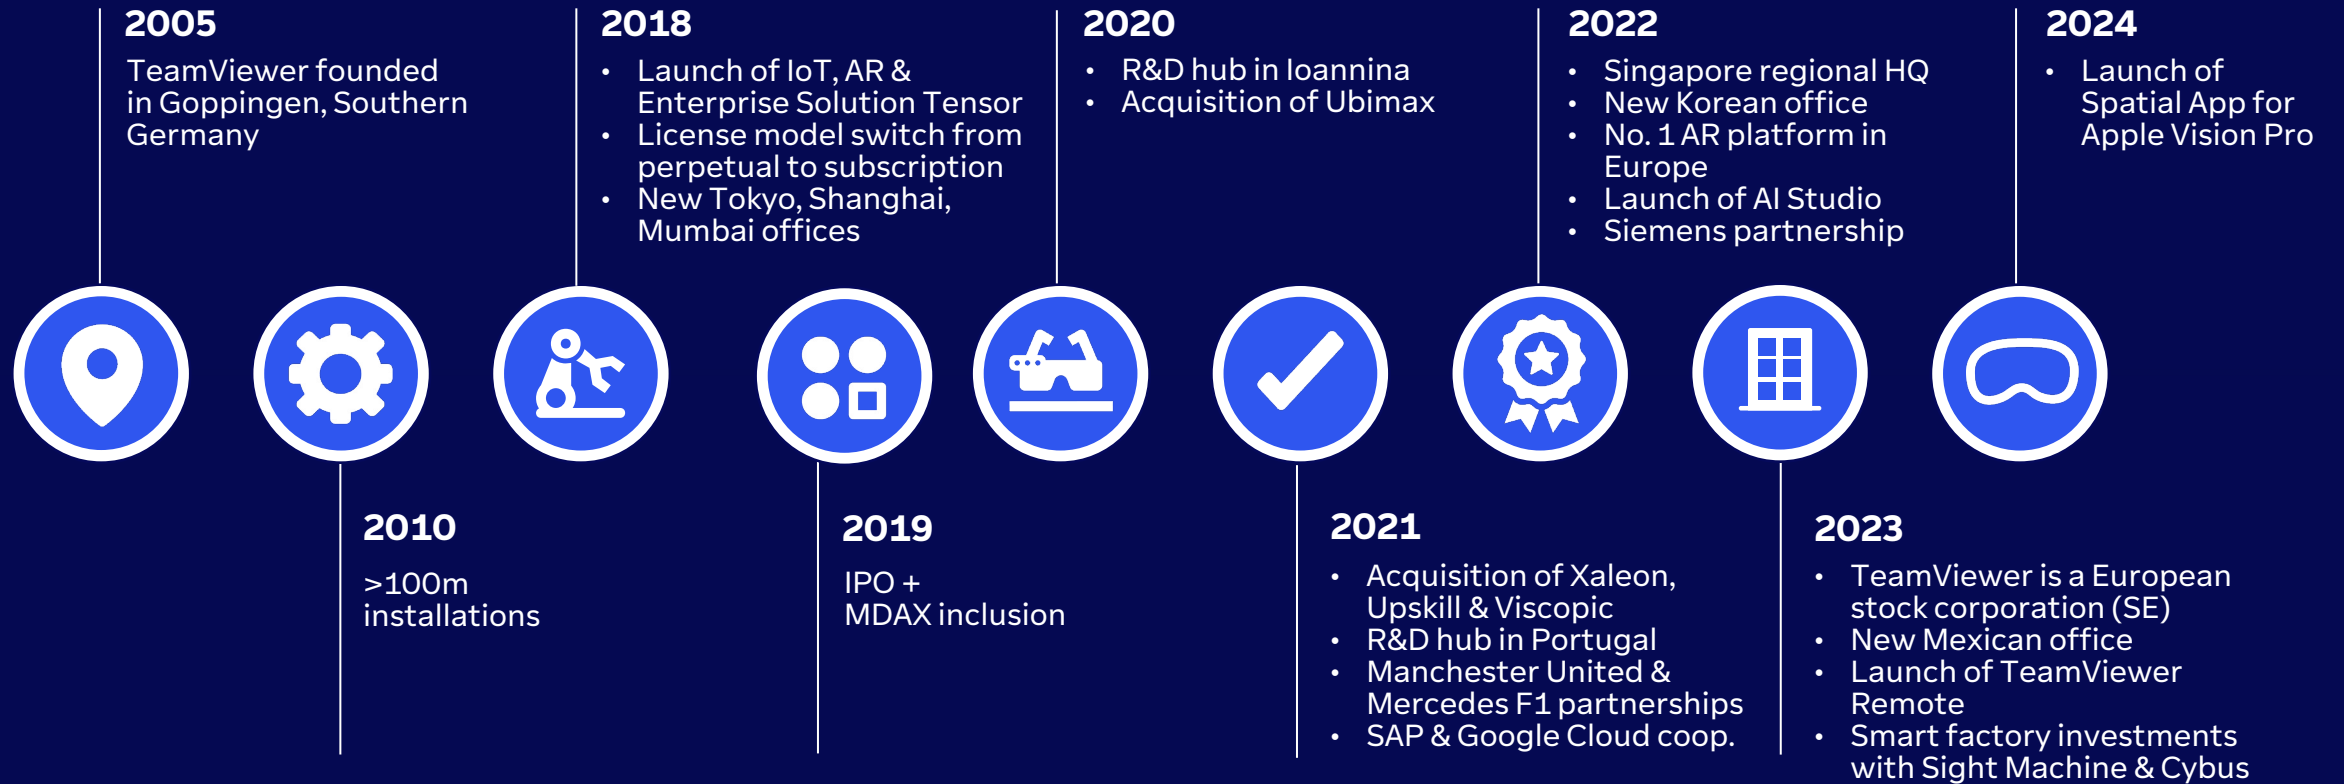 2005
TeamViewer founded
in Goppingen, Southern
Germany
2018
• Launch of IoT, AR &
Enterprise Solution Tensor
• License model switch from
perpetual to subscription
• New Tokyo, Shanghai,
Mumbai offices
2020
• R&D hub in Ioannina
• Acquisition of Ubimax
2022
• Singapore regional HQ
• New Korean office
• No. 1 AR platform in
Europe
• Launch of AI Studio
• Siemens partnership
2024
• Launch of
Spatial App for
Apple Vision Pro
2010
>100m
installations
2019
IPO +
MDAX inclusion
2021
• Acquisition of Xaleon,
Upskill & Viscopic
• R&D hub in Portugal
• Manchester United &
Mercedes F1 partnerships
• SAP & Google Cloud coop.
2023
• TeamViewer is a European
stock corporation (SE)
• New Mexican office
• Launch of TeamViewer
Remote
• Smart factory investments
with Sight Machine & Cybus